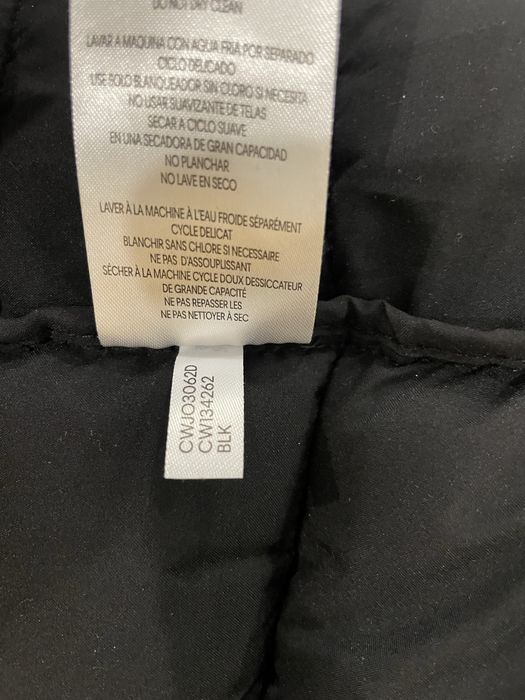 DO NOT DRY CLEAN
LAVAR A MAQUINA CON AGUA FRIA POR SEPARADO
CICLO DELICADO
USE SOLO BLANQUEADOR SIN CLORO SI NECESITA
NO USAR SUAVIZANTE DE TELAS
SECAR A CICLO SUAVE
EN UNA SECADORA DE GRAN CAPACIDAD
NO PLANCHAR
NO LAVE EN SECO
LAVER À LA MACHINE À L'EAU FROIDE SÉPARÉMENT
CYCLE DELICAT
BLANCHIR SANS CHLORE SI NECESSAIRE
NE PAS D'ASSOUPLISSANT
SÉCHER À LA MACHINE CYCLE DOUX DESSICCATEUR
DE GRANDE CAPACITÉ
NE PAS REPASSER LES
NE PAS NETTOYER À SEC
CWJO3062D
CW134262
BLK